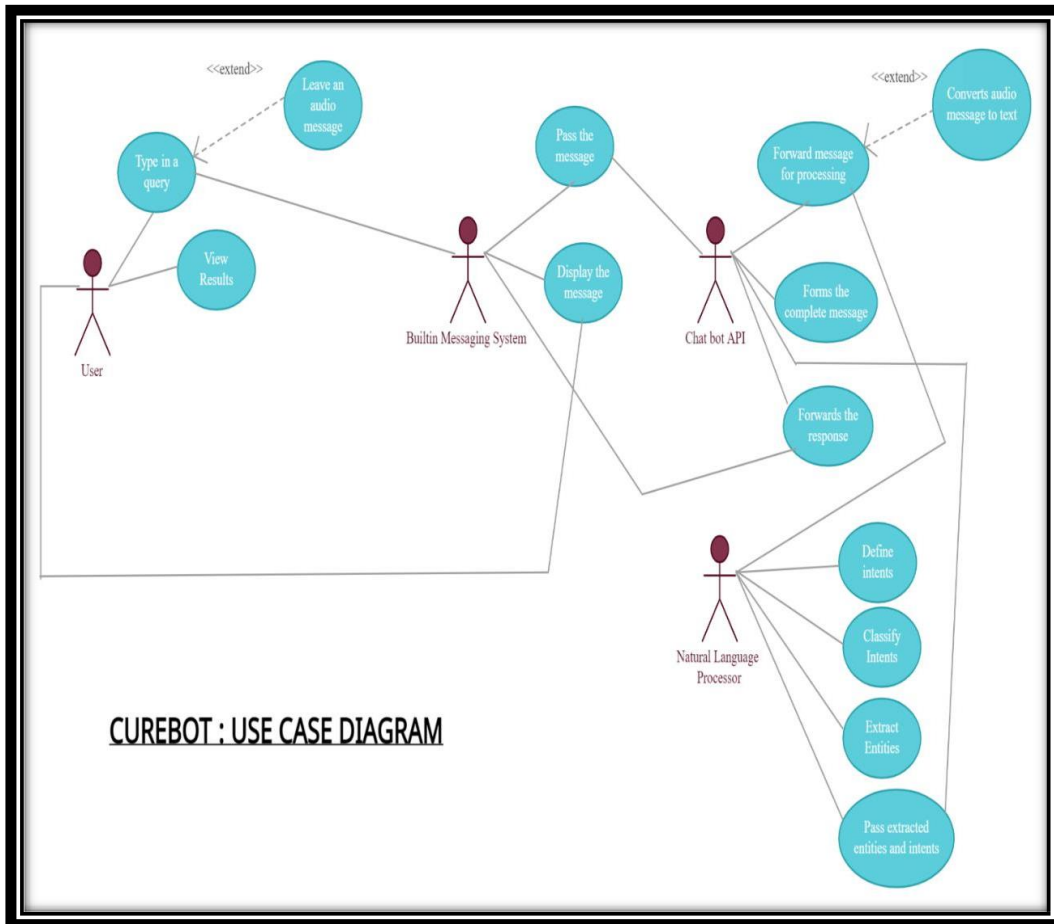 <<extend>>
Leave an
audio
message
<<extend>>
Converts audio
message to text
Type in a
query
Pass the
message
Forward message
for processing
View
Results
Display the
message
Forms the
complete message
User
Builtin Messaging System
Chat bot API
Forwards the
response
Define
intents
Classify
Intents
Natural Language
Processor
Extract
Entities
Pass extracted
entities and intents
CUREBOT : USE CASE DIAGRAM